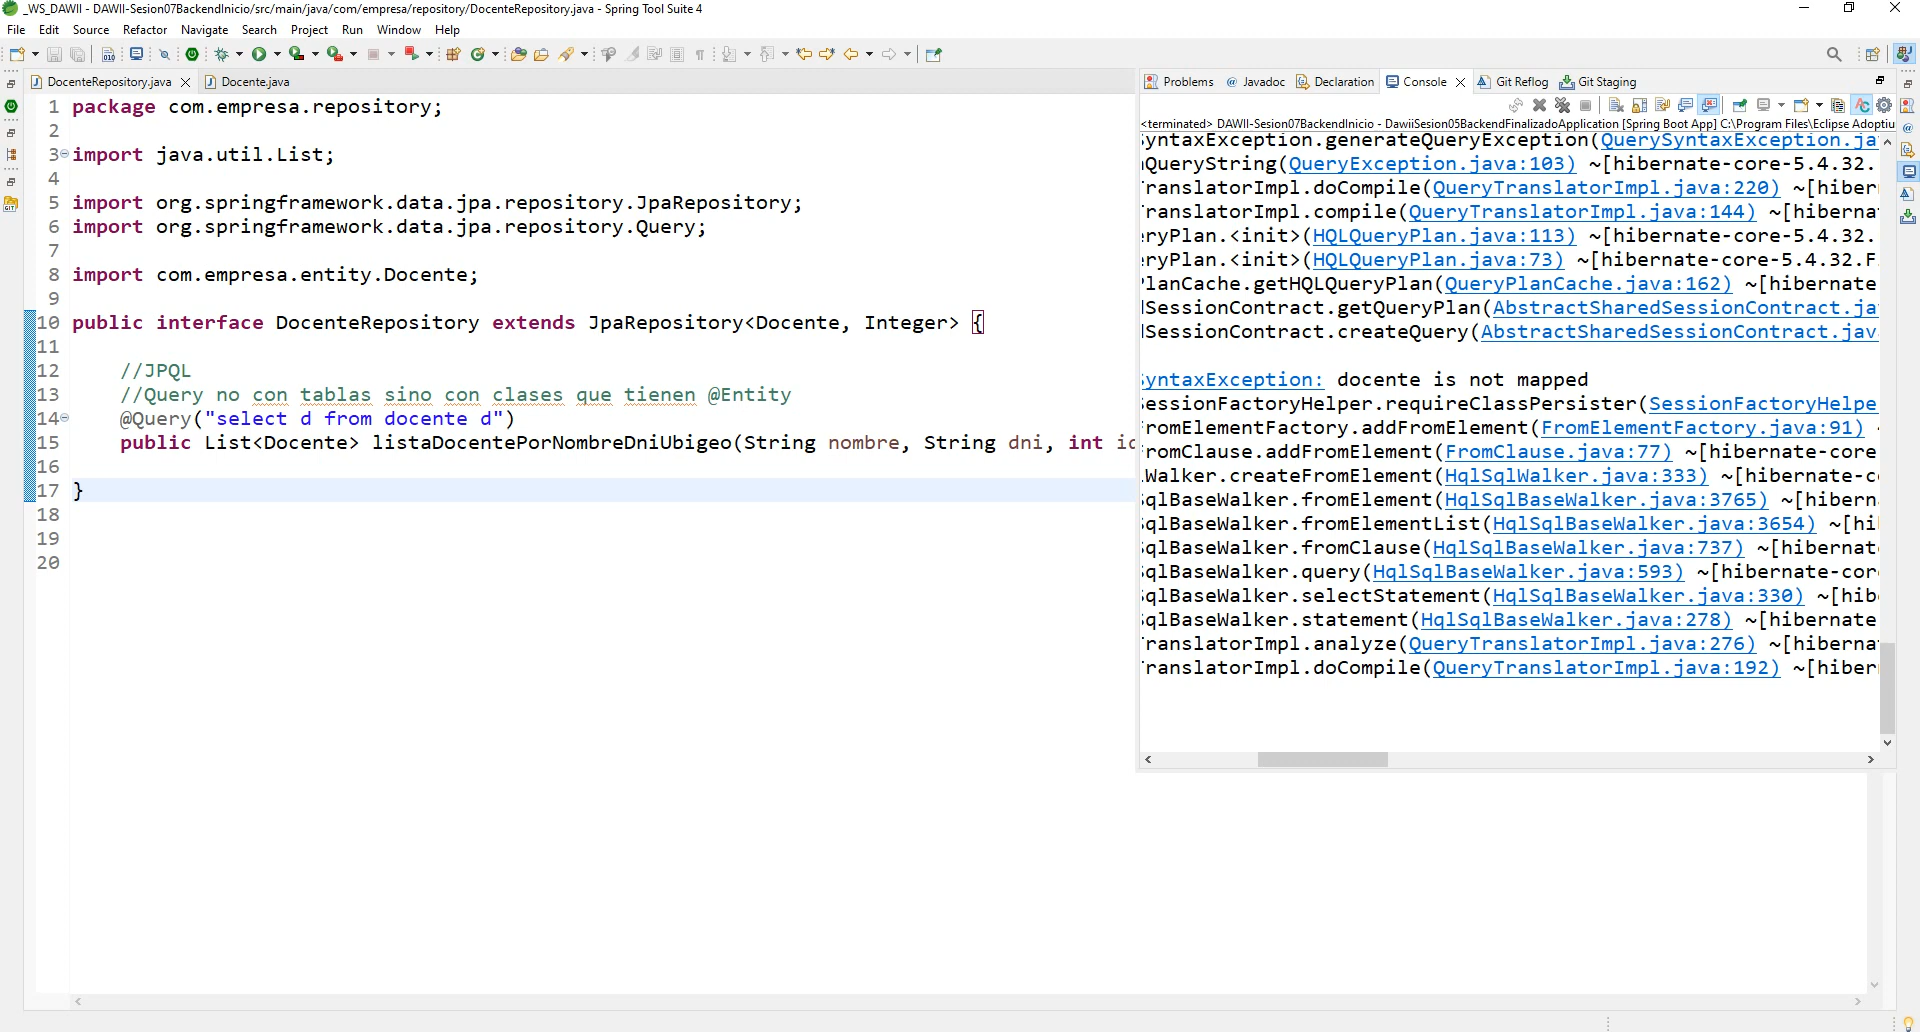 _WS_DAWII - DAWII-Sesion07BackendInicio/src/main/java/com/empresa/repository/DocenteRepository.java - Spring Tool Suite 4
File Edit Source Refactor Navigate Search Project Run Window Help
DocenteRepository.java
Docente.java
1 package com.empresa.repository;
2
3 import java.util.List;
4
5 import org.springframework.data.jpa.repository.JpaRepository;
6 import org.springframework.data.jpa.repository.Query;
7
8 import com.empresa.entity.Docente;
9
10 public interface DocenteRepository extends JpaRepository<Docente, Integer> {
11
12 //JPQL
13 //Query no con tablas sino con clases que tienen @Entity
14 @Query("select d from docente d")
15 public List<Docente> listaDocentePorNombreDniUbigeo(String nombre, String dni, int id
16
17 }
18
19
20
Problems @ Javadoc Declaration Console Git Reflog Git Staging
<terminated> DAWII-Sesion07BackendInicio - DawiiSesion05BackendFinalizadoApplication [Spring Boot App] C:\Program Files\Eclipse Adoptiu
yntaxException.generateQueryException(QuerySyntaxException.ja
QueryString(QueryException.java:103) ~[hibernate-core-5.4.32.
ranslatorImpl.doCompile(QueryTranslatorImpl.java:220) ~[hiber
ranslatorImpl.compile(QueryTranslatorImpl.java:144) ~[hiberna
ryPlan.<init>(HQLQueryPlan.java:113) ~[hibernate-core-5.4.32.
ryPlan.<init>(HQLQueryPlan.java:73) ~[hibernate-core-5.4.32.F
lanCache.getHQLQueryPlan(QueryPlanCache.java:162) ~[hibernate
SessionContract.getQueryPlan(AbstractSharedSessionContract.ja
SessionContract.createQuery(AbstractSharedSessionContract.jav
yntaxException: docente is not mapped
essionFactoryHelper.requireClassPersister(SessionFactoryHelpe
romElementFactory.addFromElement(FromElementFactory.java:91) ~
romClause.addFromElement(FromClause.java:77) ~[hibernate-core
Walker.createFromElement(HqlSqlWalker.java:333) ~[hibernate-c
qlBaseWalker.fromElement(HqlSqlBaseWalker.java:3765) ~[hibern
qlBaseWalker.fromElementList(HqlSqlBaseWalker.java:3654) ~[hi
qlBaseWalker.fromClause(HqlSqlBaseWalker.java:737) ~[hibernat
qlBaseWalker.query(HqlSqlBaseWalker.java:593) ~[hibernate-cor
qlBaseWalker.selectStatement(HqlSqlBaseWalker.java:330) ~[hib
qlBaseWalker.statement(HqlSqlBaseWalker.java:278) ~[hibernate
ranslatorImpl.analyze(QueryTranslatorImpl.java:276) ~[hiberna
ranslatorImpl.doCompile(QueryTranslatorImpl.java:192) ~[hiber